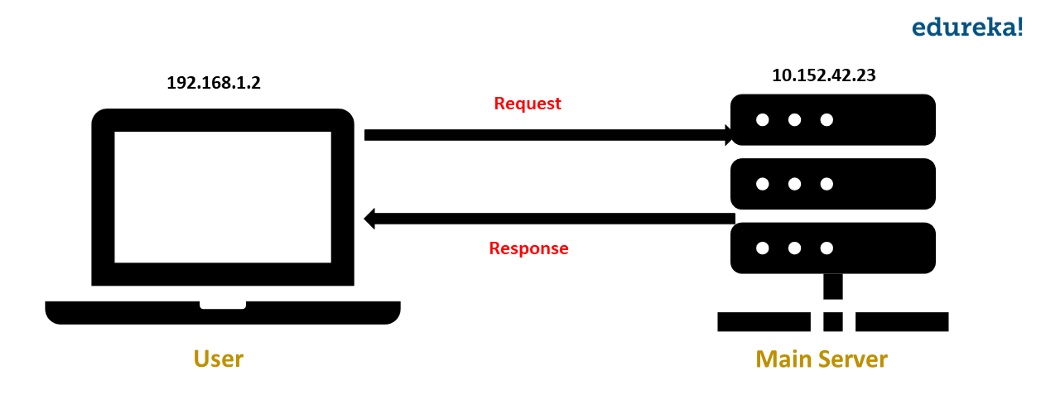 edureka!
192.168.1.2
10.152.42.23
Request
Response
User
Main Server